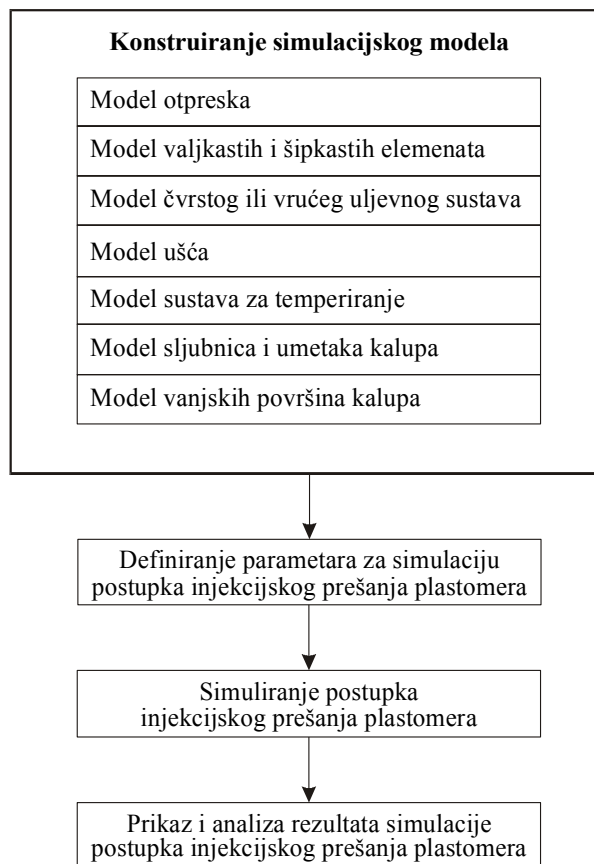 Konstruiranje simulacijskog modela
Model otpreska
Model valjkastih i šipkastih elemenata
Model čvrstog ili vrućeg uljevnog sustava
Model ušća
Model sustava za temperiranje
Model sljubnica i umetaka kalupa
Model vanjskih površina kalupa
Definiranje parametara za simulaciju
postupka injekcijskog prešanja plastomera
Simuliranje postupka
injekcijskog prešanja plastomera
Prikaz i analiza rezultata simulacije
postupka injekcijskog prešanja plastomera